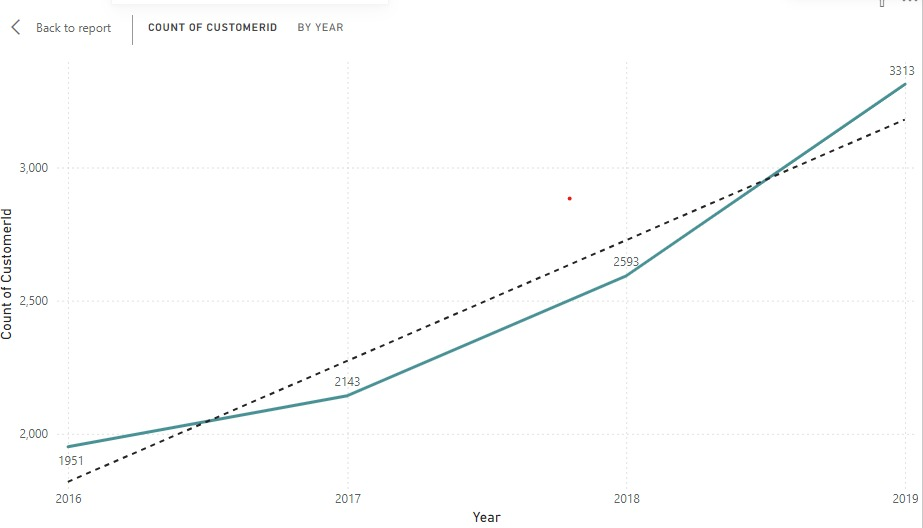 Back to report COUNT OF CUSTOMERID BY YEAR
3313
3,000
2593
2,500
2143
2,000
1951
2016 2017 2018 2019
Year
Count of CustomerId